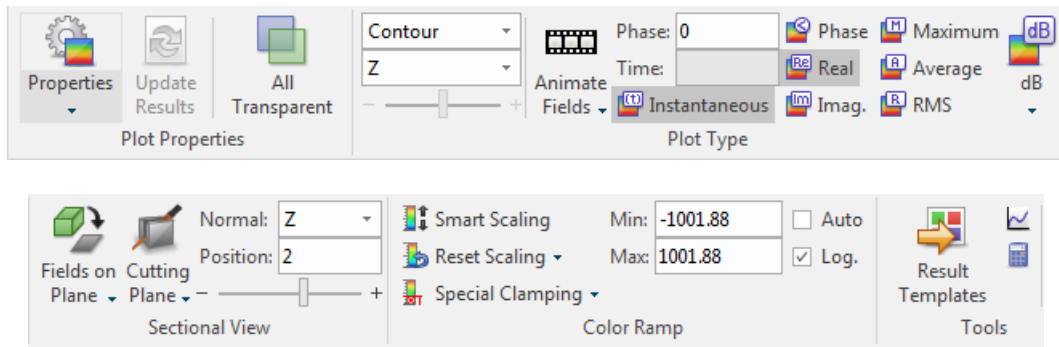 Properties
Update
Results
All
Transparent
Plot Properties
Contour
Z
- +
Animate
Fields
Phase: 0
Time:
(t) Instantaneous
< Phase
Re Real
Im Imag.
M Maximum
A Average
R RMS
dB
dB
Plot Type
Fields on
Plane
Cutting
Plane
Normal: Z
Position: 2
- +
Sectional View
Smart Scaling
Reset Scaling
Special Clamping
Min: -1001.88
Max: 1001.88
Auto
Log.
Color Ramp
Result
Templates
Tools